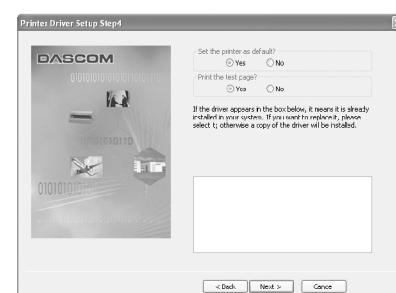 Printer Driver Setup Step4
DASCOM
Set the printer as default?
Yes No
Print the test page?
Yes No
If the driver appears in the box below, it means it is already
installed in your system. If you want to replace it, please
select t; otherwise a copy of the driver will be installed.
< Back Next > Cance